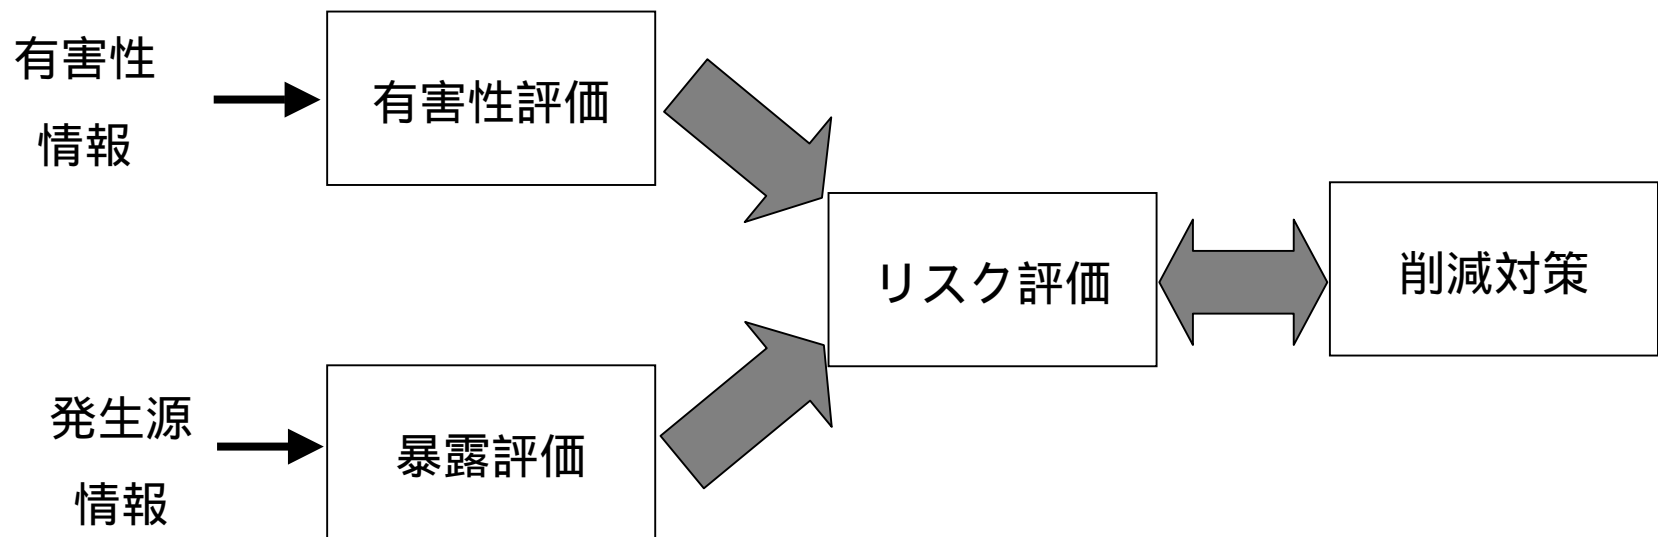 有害性
情報
有害性評価
リスク評価
削減対策
発生源
情報
暴露評価